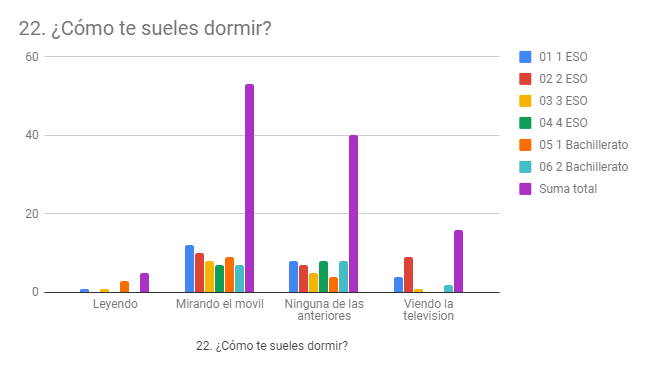 22. ¿Cómo te sueles dormir?
60
40
20
0
Leyendo
Mirando el movil
Ninguna de las
anteriores
Viendo la
television
22. ¿Cómo te sueles dormir?
01 1 ESO
02 2 ESO
03 3 ESO
04 4 ESO
05 1 Bachillerato
06 2 Bachillerato
Suma total